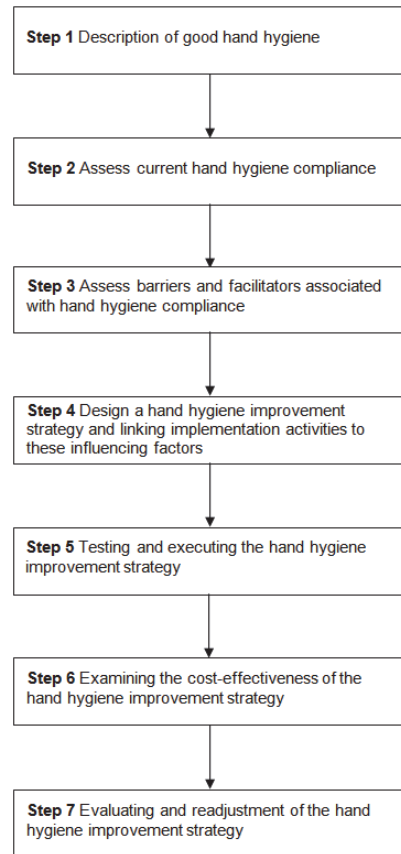 Step 1 Description of good hand hygiene
Step 2 Assess current hand hygiene compliance
Step 3 Assess barriers and facilitators associated
with hand hygiene compliance
Step 4 Design a hand hygiene improvement
strategy and linking implementation activities to
these influencing factors
Step 5 Testing and executing the hand hygiene
improvement strategy
Step 6 Examining the cost-effectiveness of the
hand hygiene improvement strategy
Step 7 Evaluating and readjustment of the hand
hygiene improvement strategy